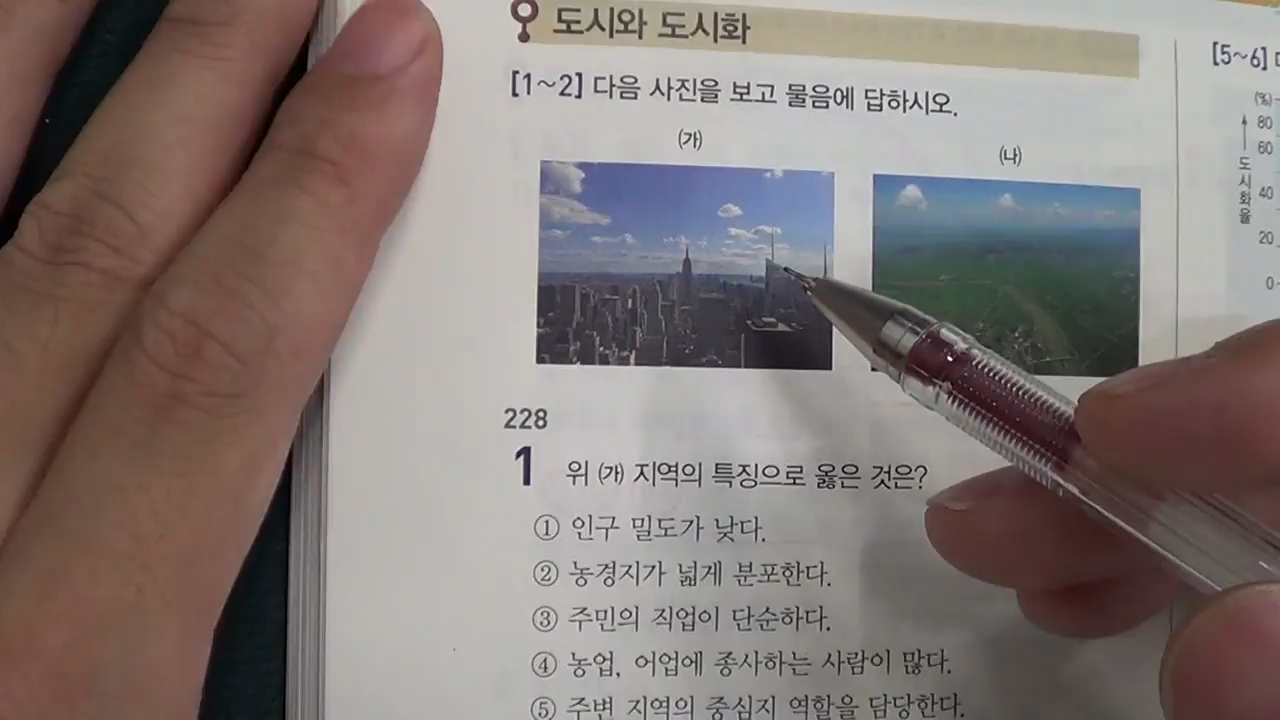 도시와 도시화
[1~2] 다음 사진을 보고 물음에 답하시오.
(가)
(나)
228
1 위 (가) 지역의 특징으로 옳은 것은?
① 인구 밀도가 낮다.
② 농경지가 넓게 분포한다.
③ 주민의 직업이 단순하다.
④ 농업, 어업에 종사하는 사람이 많다.
⑤ 주변 지역의 중심지 역할을 담당한다.
[5~6]
(%)
80
60
40
20
0
도시화율